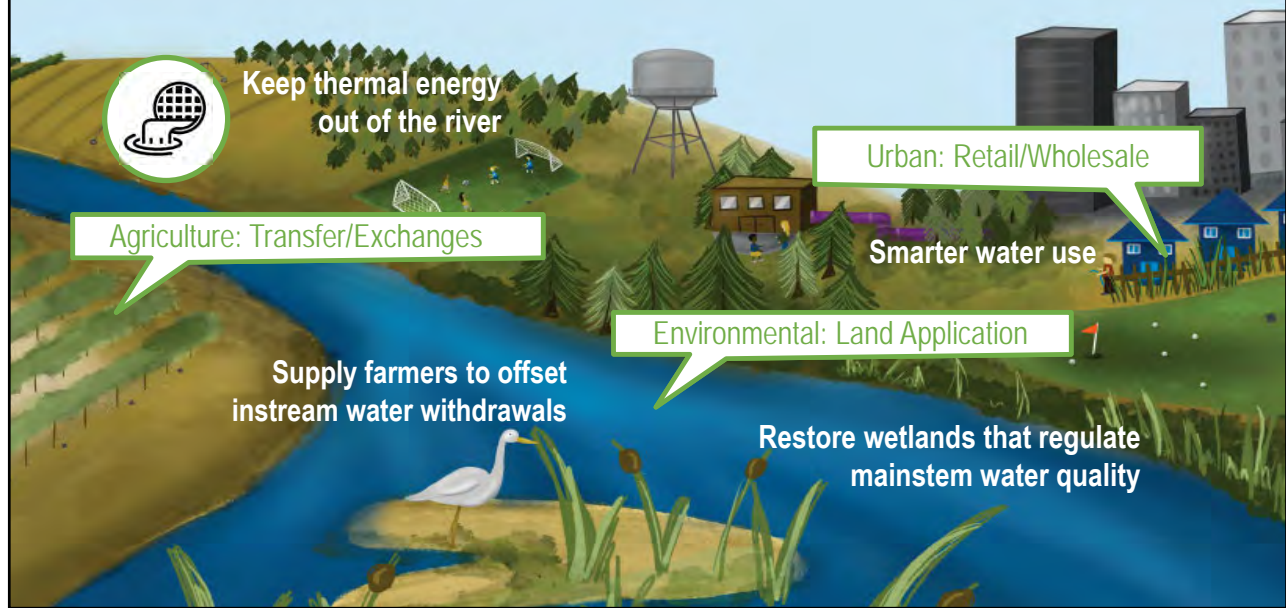 Keep thermal energy
out of the river
Urban: Retail/Wholesale
Agriculture: Transfer/Exchanges
Smarter water use
Environmental: Land Application
Supply farmers to offset
instream water withdrawals
Restore wetlands that regulate
mainstem water quality